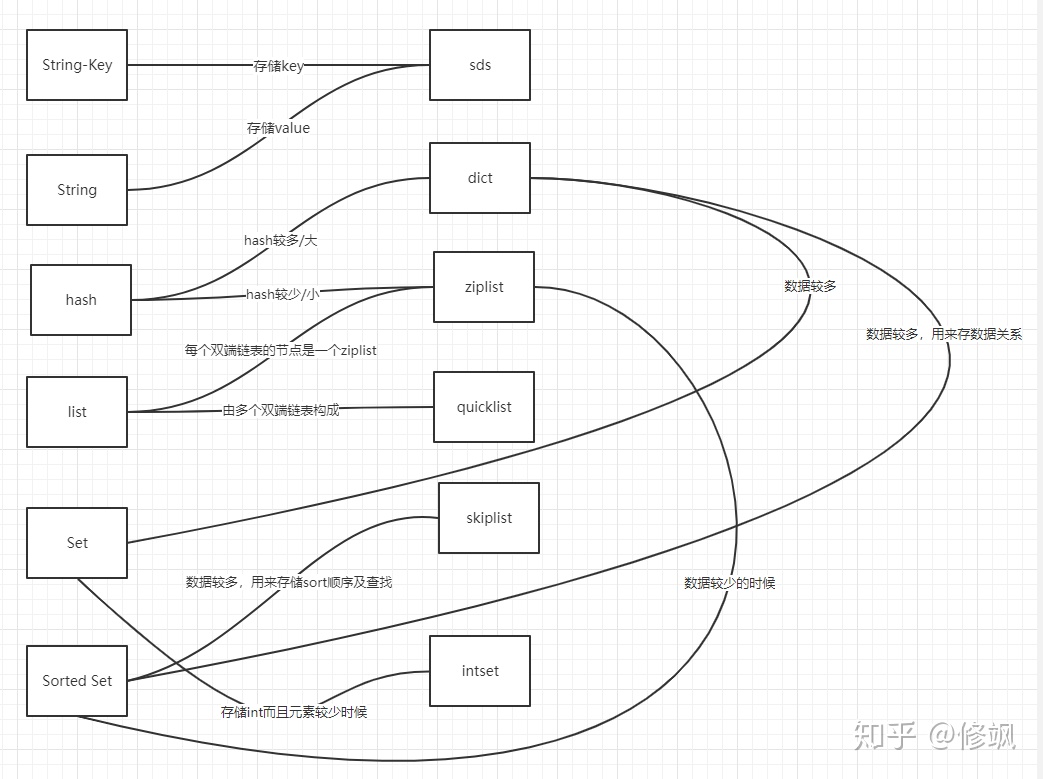 String-Key
存储key
sds
存储value
String
dict
hash较多/大
hash
hash较少/小
ziplist
数据较多
数据较多，用来存数据关系
每个双端链表的节点是一个ziplist
list
由多个双端链表构成
quicklist
Set
skiplist
数据较多，用来存储sort顺序及查找
数据较少的时候
Sorted Set
intset
存储int而且元素较少时候
知乎 @修飒